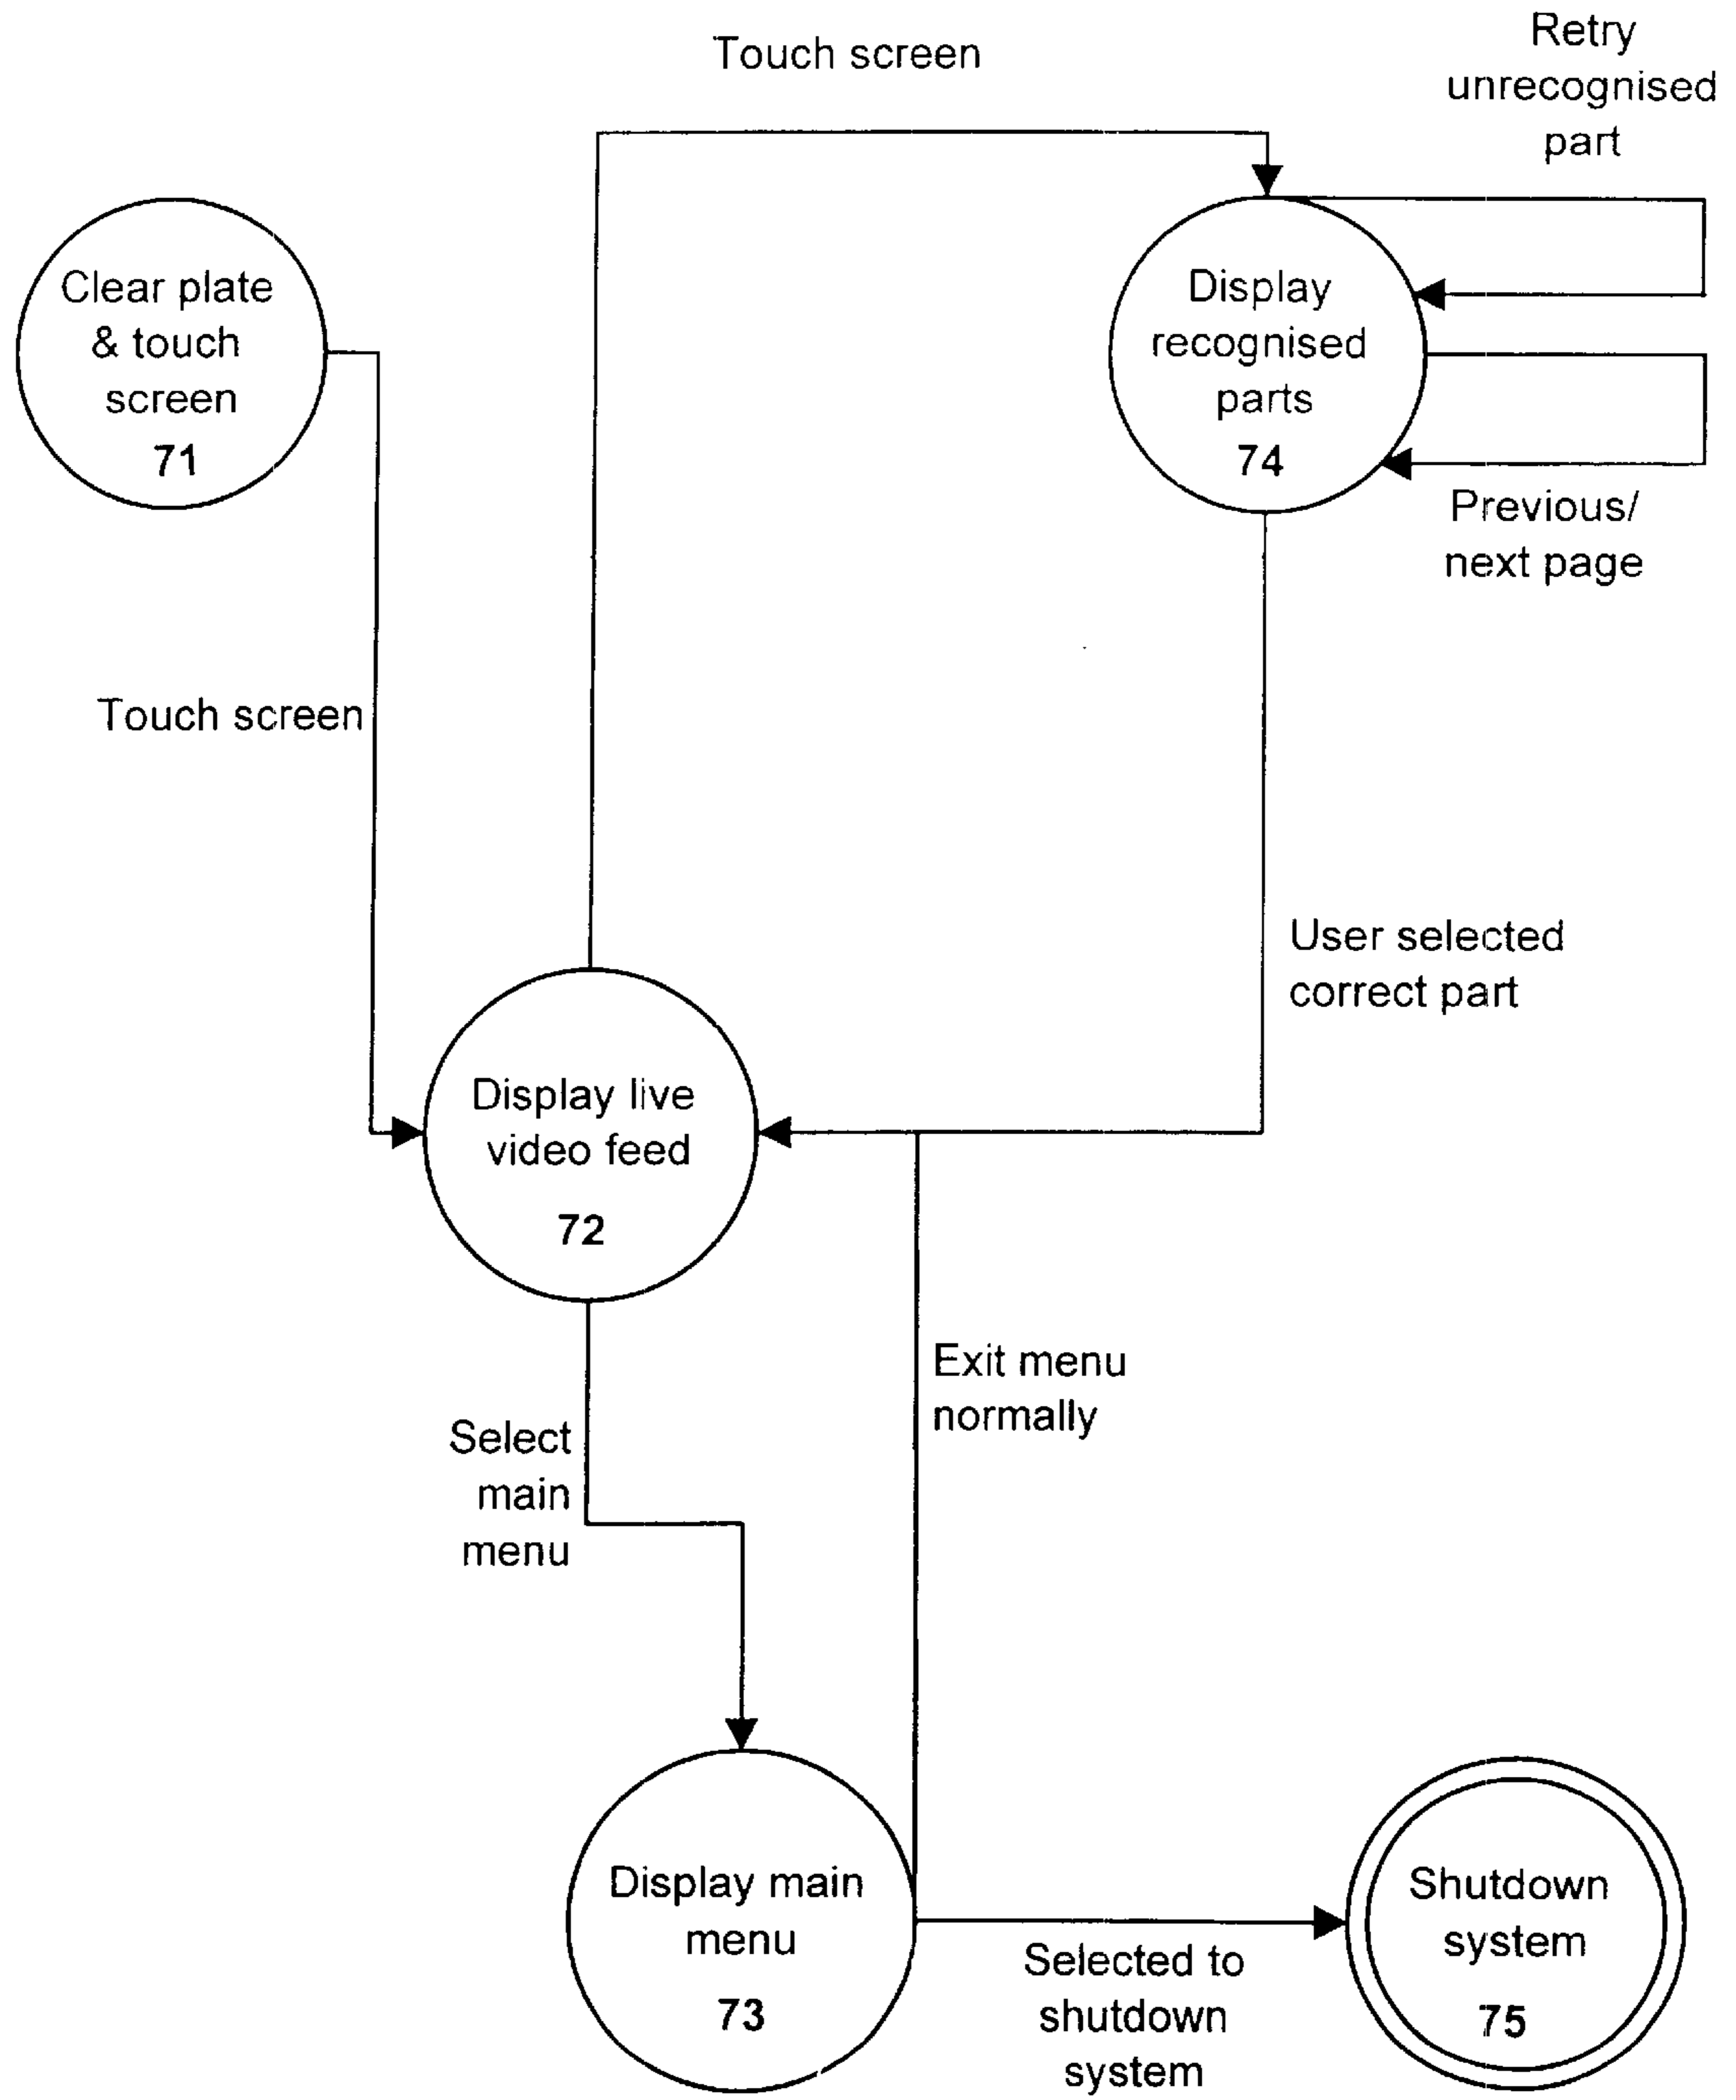 Touch screen
Retry
unrecognised
part
Clear plate
& touch
screen
71
Display
recognised
parts
74
Previous/
next page
Touch screen
User selected
correct part
Display live
video feed
72
Exit menu
normally
Select
main
menu
Display main
menu
73
Selected to
shutdown
system
Shutdown
system
75